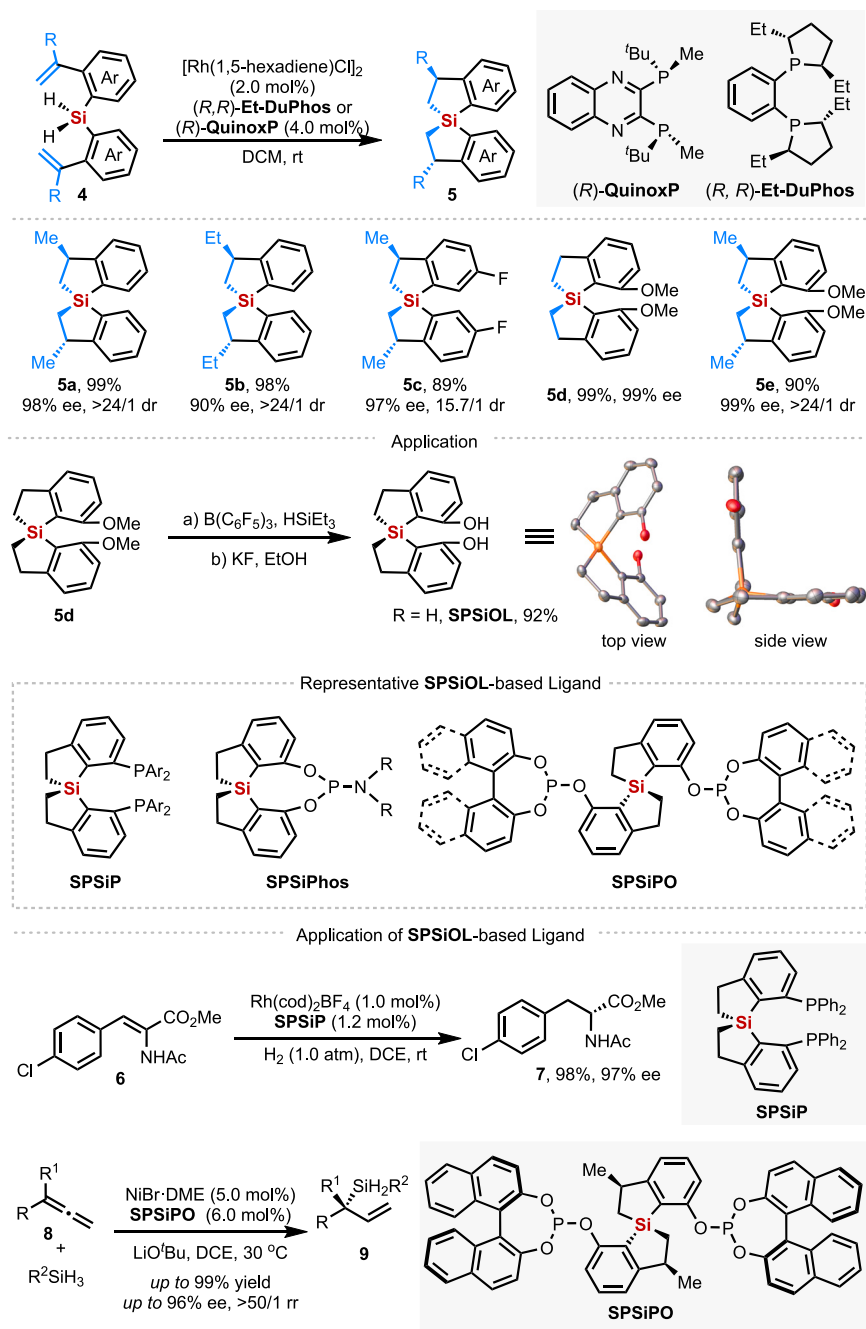 R
Ar
H
Si
H
Ar
R
4
[Rh(1,5-hexadiene)Cl]2
(2.0 mol%)
(R,R)-Et-DuPhos or
(R)-QuinoxP (4.0 mol%)
DCM, rt
R
Ar
Si
Ar
R
5
tBu
Me
N
P
N
P
tBu
Me
(R)-QuinoxP
Et
P
Et
Et
P
Et
(R, R)-Et-DuPhos
Me
Si
Me
5a, 99%
98% ee, >24/1 dr
Et
Si
Et
5b, 98%
90% ee, >24/1 dr
Me
F
Si
F
Me
5c, 89%
97% ee, 15.7/1 dr
OMe
Si
OMe
5d, 99%, 99% ee
Me
OMe
Si
OMe
Me
5e, 90%
99% ee, >24/1 dr
Application
OMe
Si
OMe
5d
a) B(C6F5)3, HSiEt3
b) KF, EtOH
OH
Si
OH
R = H, SPSiOL, 92%
top view
side view
Representative SPSiOL-based Ligand
PAr2
Si
PAr2
SPSiP
O
R
Si
P
N
O
R
SPSiPhos
O
P
O
O
Si
O
P
O
O
SPSiPO
Application of SPSiOL-based Ligand
CO2Me
NHAc
Cl
6
Rh(cod)2BF4 (1.0 mol%)
SPSiP (1.2 mol%)
H2 (1.0 atm), DCE, rt
CO2Me
NHAc
Cl
7, 98%, 97% ee
PPh2
Si
PPh2
SPSiP
R1
R
8
+
R2SiH3
NiBr·DME (5.0 mol%)
SPSiPO (6.0 mol%)
LiOtBu, DCE, 30 oC
up to 99% yield
up to 96% ee, >50/1 rr
R1
SiH2R2
R
9
Me
O
P
O
O
Si
O
P
O
O
Me
SPSiPO